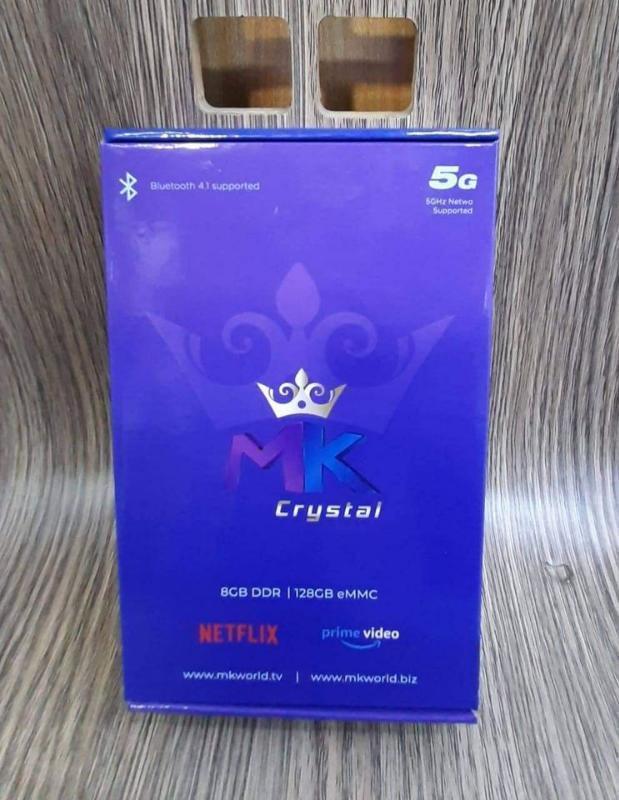 Bluetooth 4.1 supported
5G
5GHz Netwo
Supported
MK
Crystal
8GB DDR | 128GB eMMC
NETFLIX
prime video
www.mkworld.tv | www.mkworld.biz